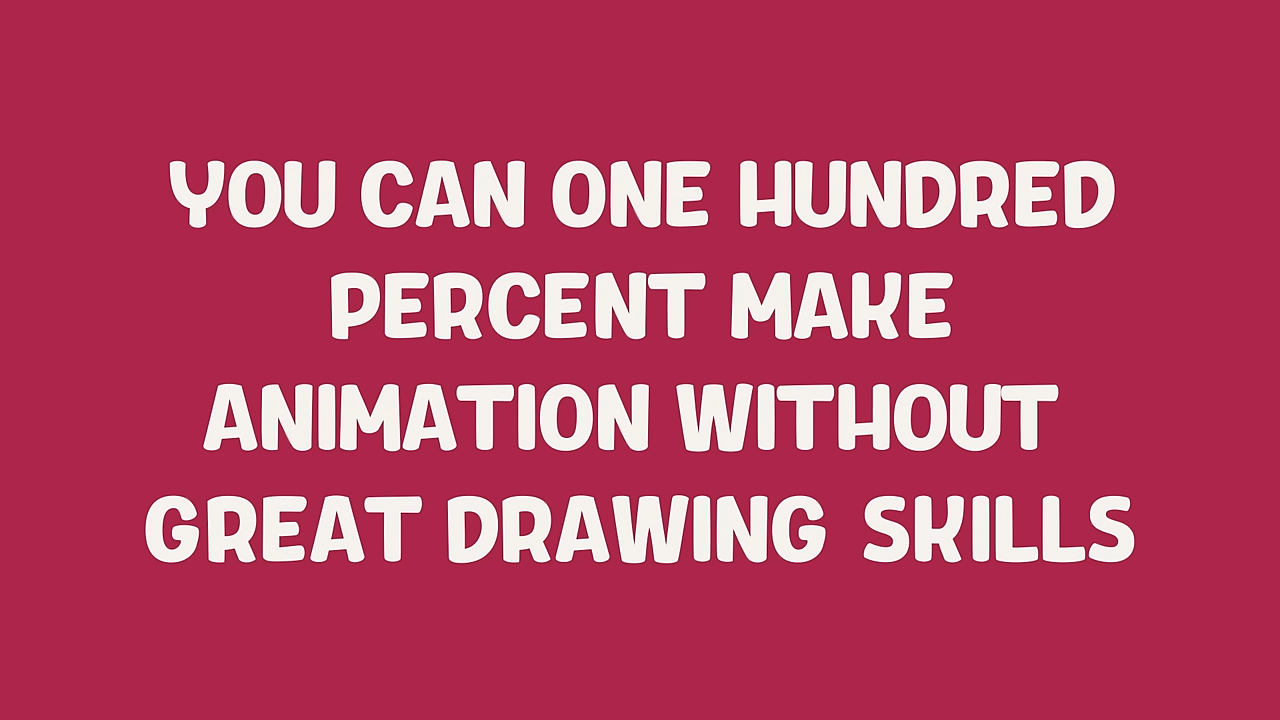 YOU CAN ONE HUNDRED
PERCENT MAKE
ANIMATION WITHOUT
GREAT DRAWING SKILLS